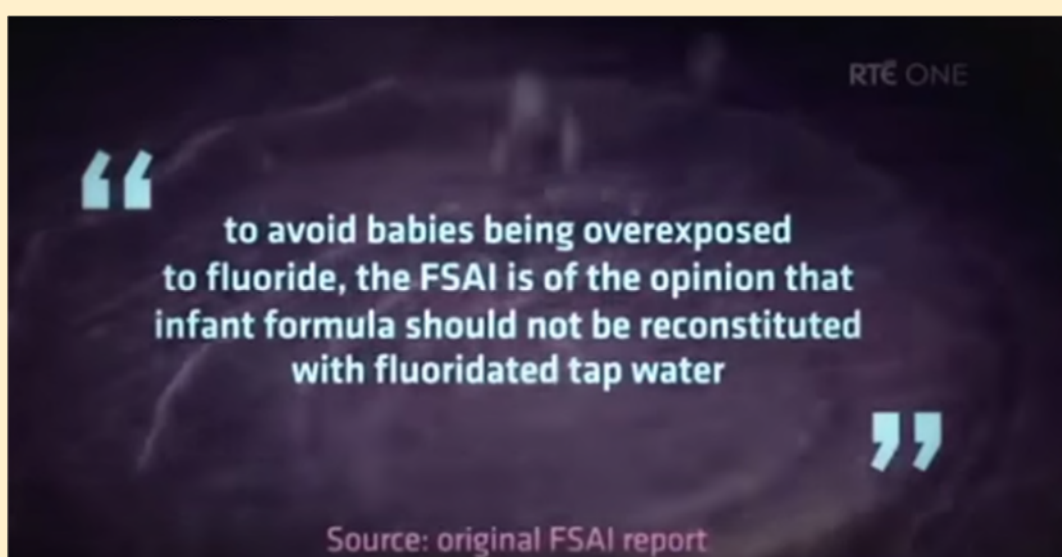 RTÉ ONE
“
to avoid babies being overexposed
to fluoride, the FSAI is of the opinion that
infant formula should not be reconstituted
with fluoridated tap water
”
Source: original FSAI report